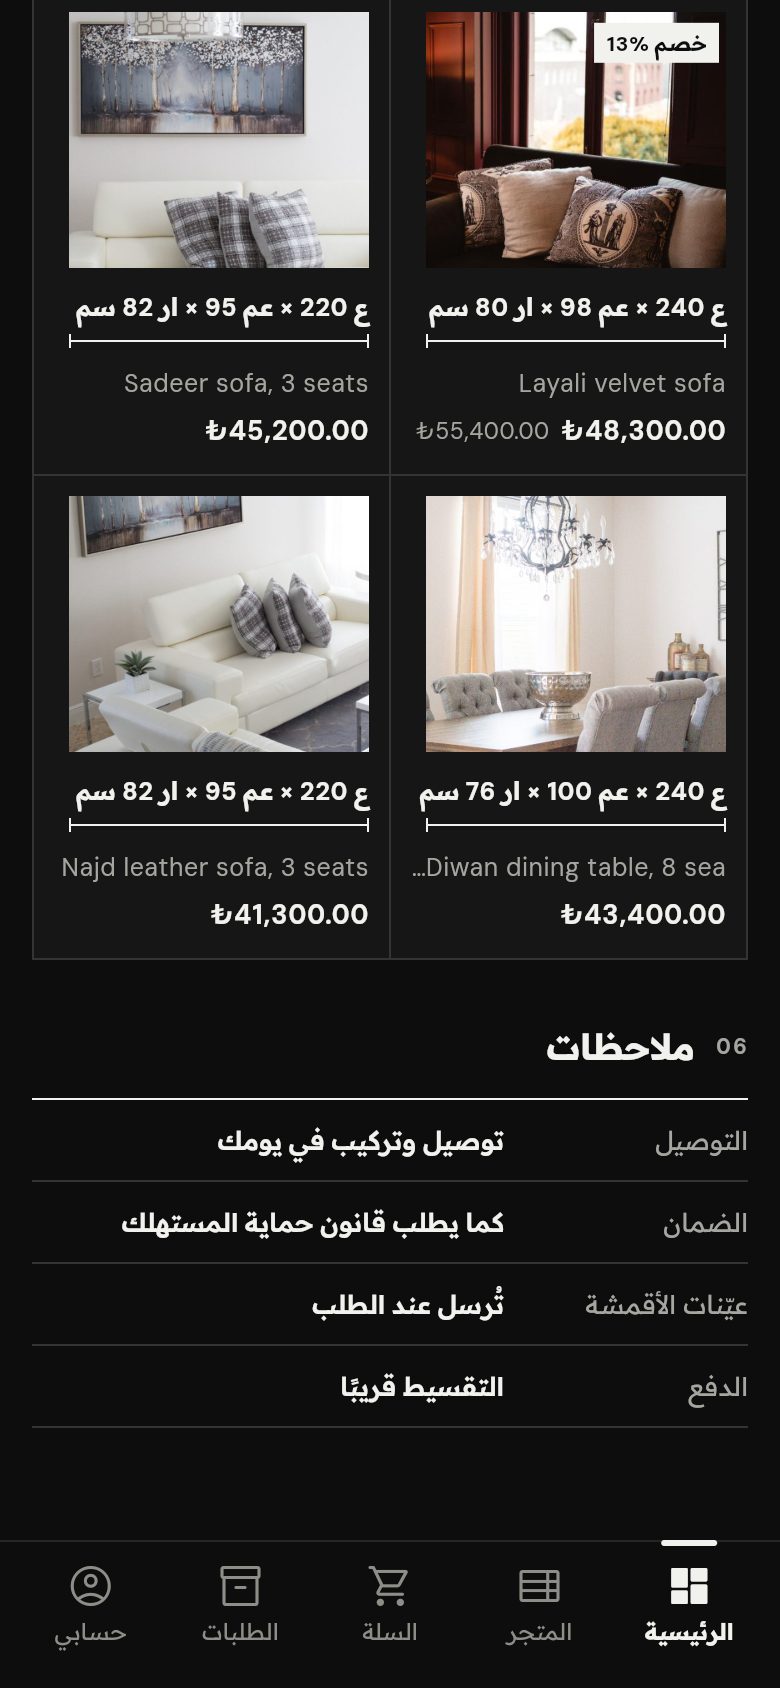 خصم 13%
ع 240 × عم 98 × ار 80 سم
Layali velvet sofa
₺48,300.00 ₺55,400.00
ع 220 × عم 95 × ار 82 سم
Sadeer sofa, 3 seats
₺45,200.00
ع 240 × عم 100 × ار 76 سم
Diwan dining table, 8 sea...
₺43,400.00
ع 220 × عم 95 × ار 82 سم
Najd leather sofa, 3 seats
₺41,300.00
06 ملاحظات
التوصيل توصيل وتركيب في يومك
الضمان كما يطلب قانون حماية المستهلك
عيّنات الأقمشة تُرسل عند الطلب
الدفع التقسيط قريبًا
الرئيسية المتجر السلة الطلبات حسابي